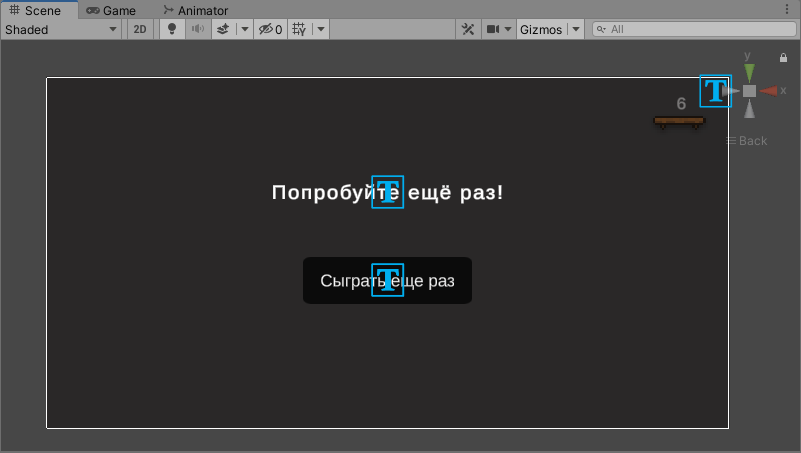 Scene Game Animator
Shaded 2D 0 Gizmos All
y
x
6
Back
Попробуйте ещё раз!
Сыграть еще раз